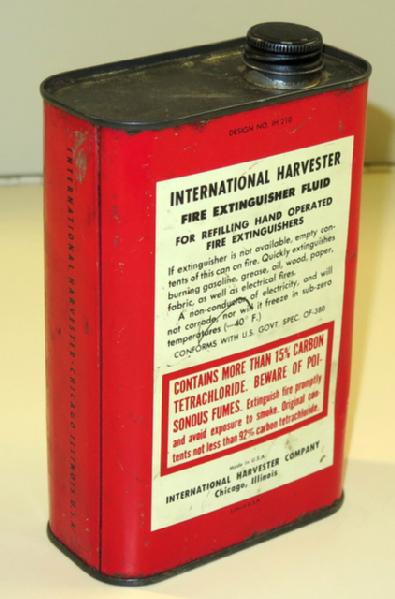 DESIGN NO. IH 210
INTERNATIONAL HARVESTER
FIRE EXTINGUISHER FLUID
FOR REFILLING HAND OPERATED
FIRE EXTINGUISHERS
If extinguisher is not available, empty con-
tents of this can on fire. Quickly extinguishes
burning gasoline, grease, oil, wood, paper,
fabric, as well as electrical fires.
A non-conductor of electricity, and will
not corrode, nor will it freeze in sub-zero
temperatures (—40° F.)
CONFORMS WITH U.S. GOVT. SPEC. OF-380
CONTAINS MORE THAN 15% CARBON
TETRACHLORIDE. BEWARE OF POI-
SONOUS FUMES. Extinguish fire promptly
and avoid exposure to smoke. Original con-
tents not less than 92% carbon tetrachloride.
Made in U.S.A.
INTERNATIONAL HARVESTER COMPANY
Chicago, Illinois
INTERNATIONAL HARVESTER · CHICAGO ILLINOIS U.S.A.